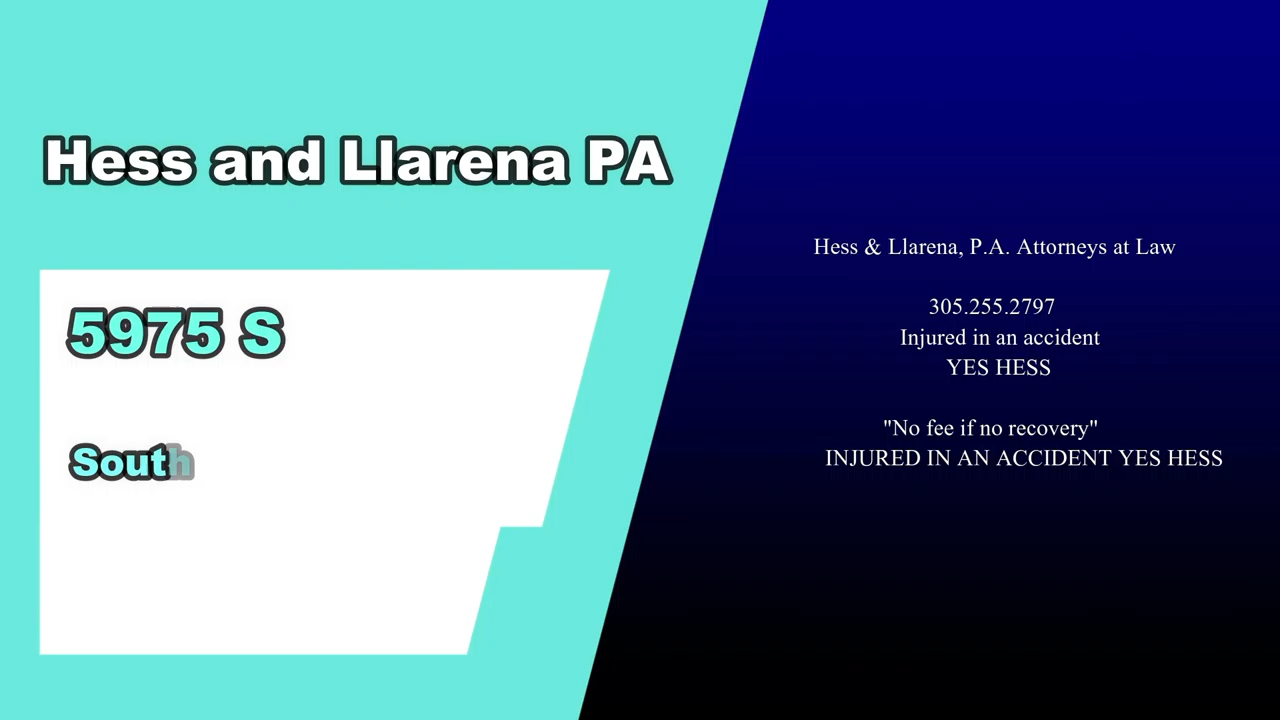 Hess and Llarena PA
5975 S
South
Hess & Llarena, P.A. Attorneys at Law
305.255.2797
Injured in an accident
YES HESS
"No fee if no recovery"
INJURED IN AN ACCIDENT YES HESS